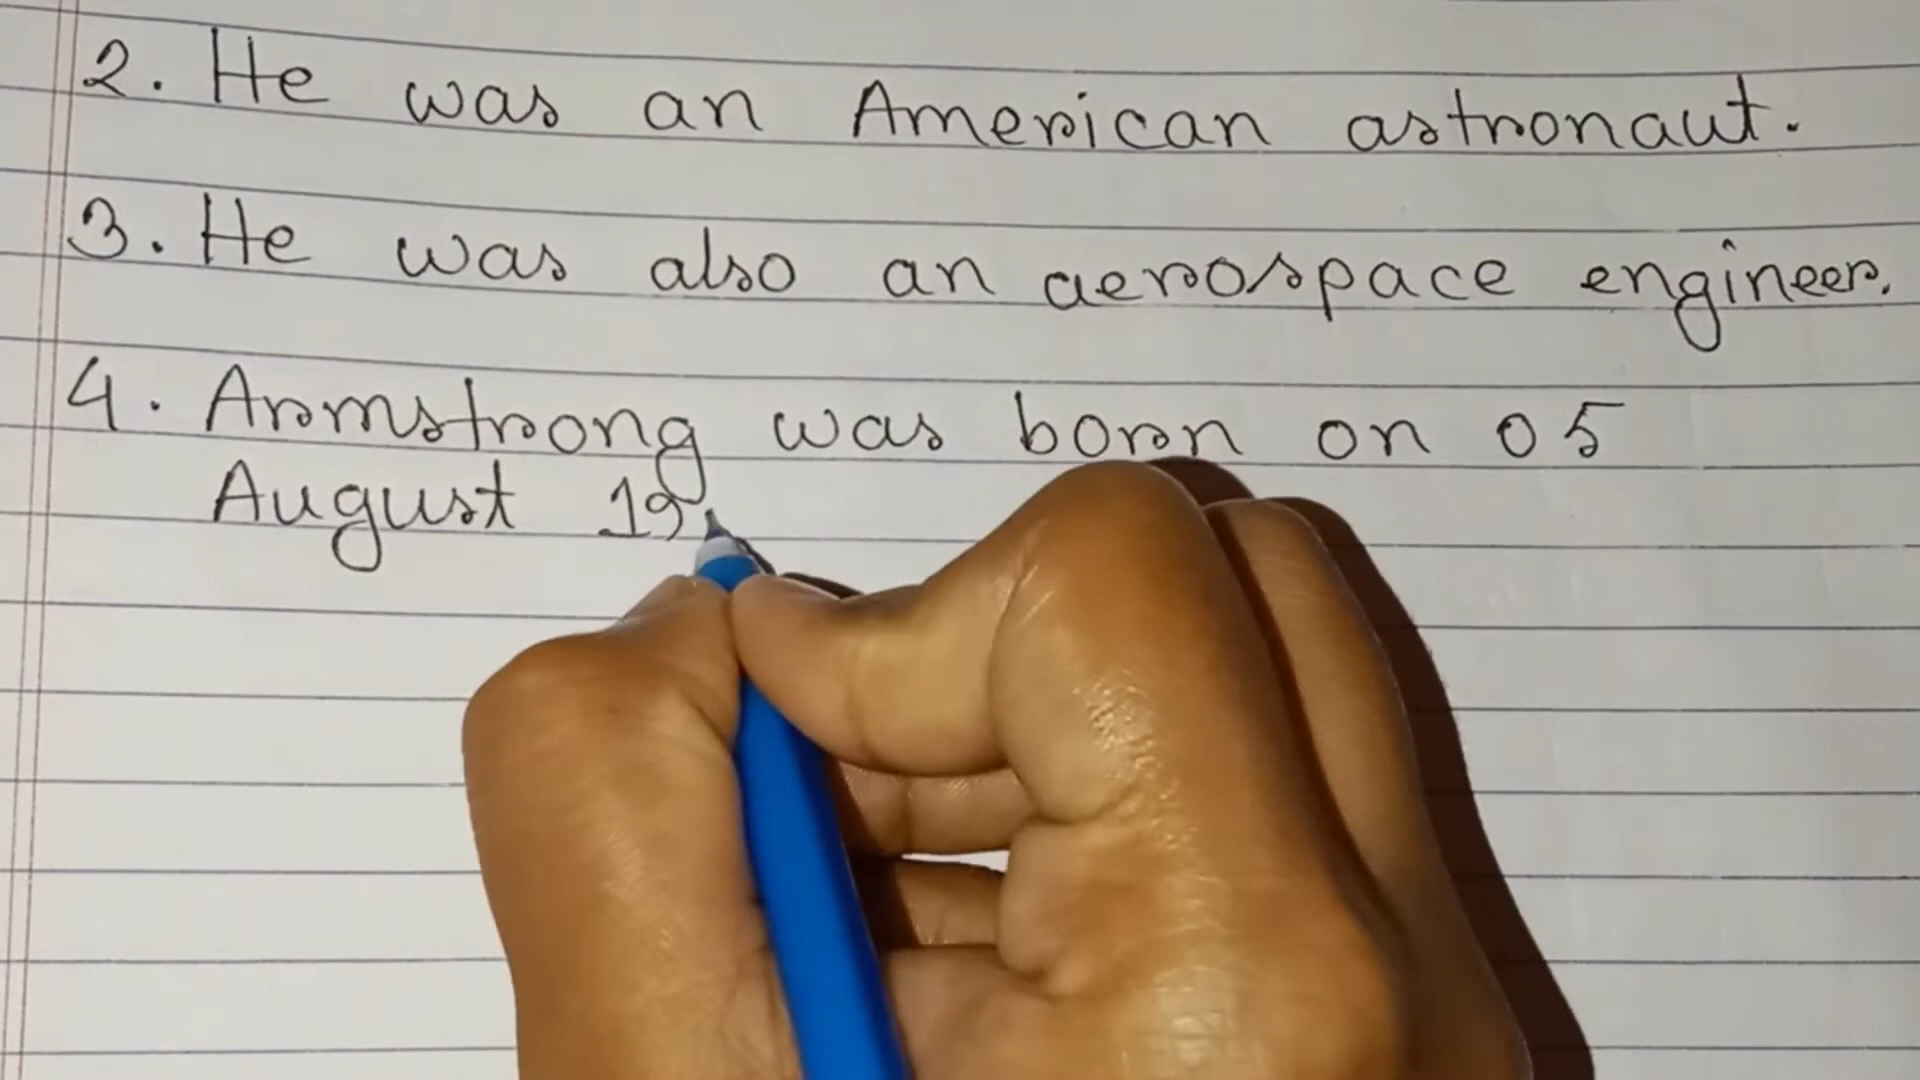 2. He was an American astronaut.
3. He was also an aerospace engineer.
4. Armstrong was born on 05
August 19